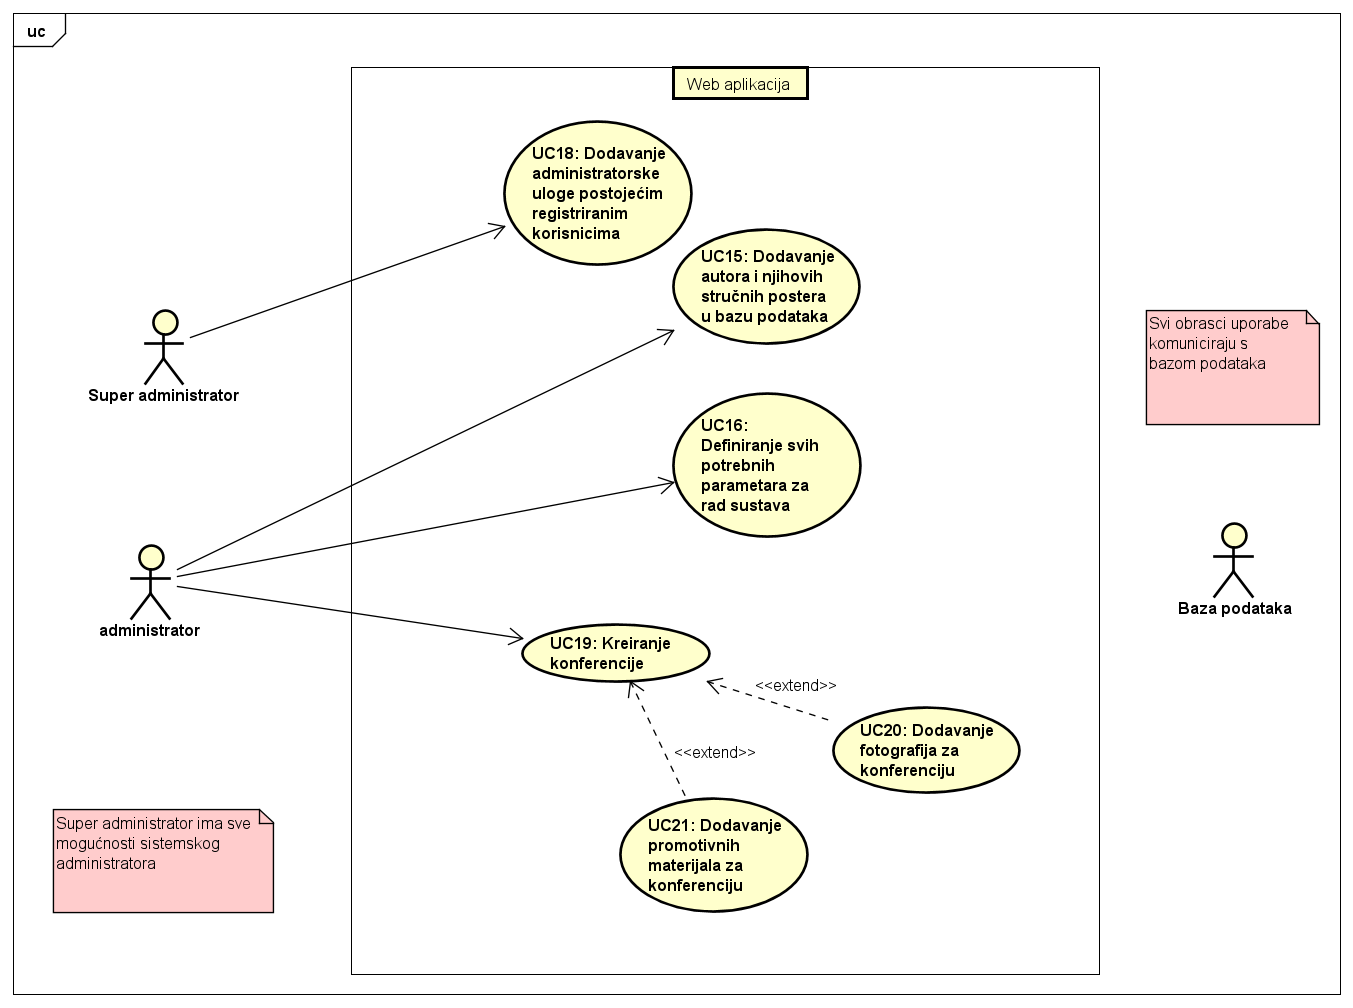 uc
Web aplikacija
UC18: Dodavanje
administratorske
uloge postojećim
registriranim
korisnicima
UC15: Dodavanje
autora i njihovih
stručnih postera
u bazu podataka
Super administrator
Svi obrasci uporabe
komuniciraju s
bazom podataka
UC16:
Definiranje svih
potrebnih
parametara za
rad sustava
administrator
Baza podataka
UC19: Kreiranje
konferencije
<<extend>>
<<extend>>
UC20: Dodavanje
fotografija za
konferenciju
UC21: Dodavanje
promotivnih
materijala za
konferenciju
Super administrator ima sve
mogućnosti sistemskog
administratora